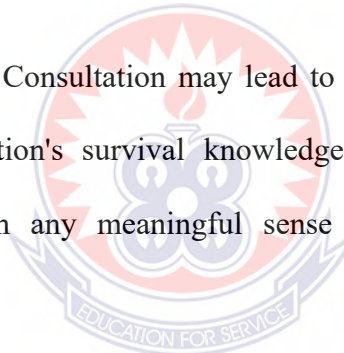 Consultation may lead to
tion's survival knowledge
any meaningful sense
EDUCATION FOR SERVICE